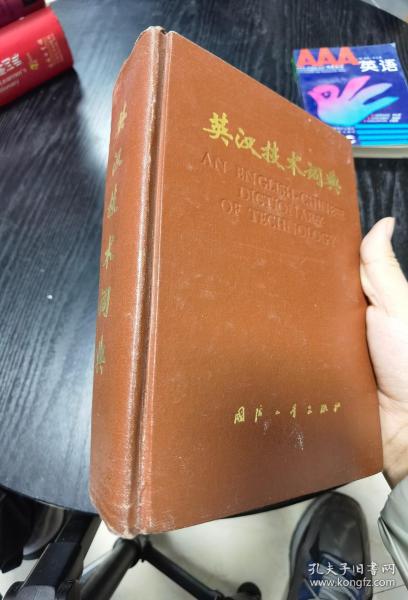 英汉技术词典
AN ENGLISH-CHINESE
DICTIONARY
OF TECHNOLOGY
国防工业出版社
英汉技术词典
AAA
英语
孔夫子旧书网
www.kongfz.com